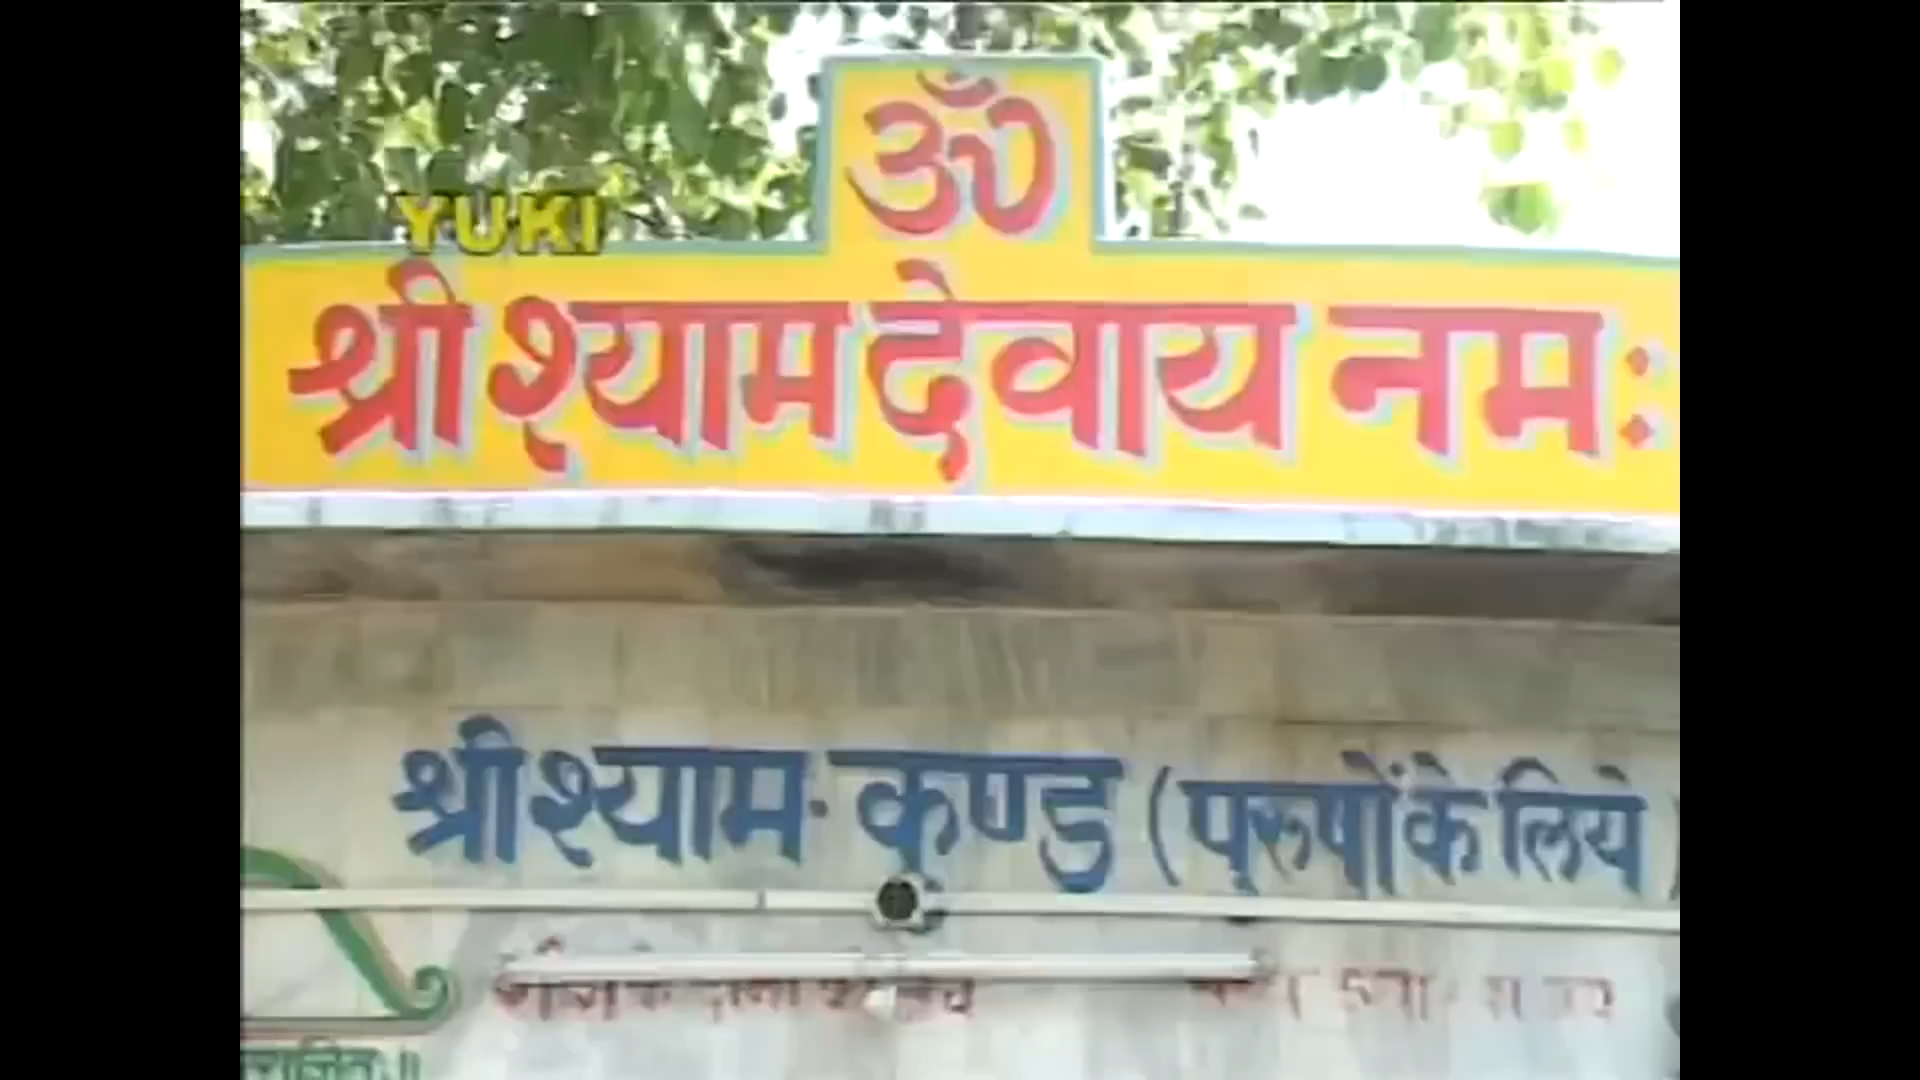 ॐ
YUKI
श्री श्याम देवाय नमः
श्री श्याम कुण्ड (पुरूषों के लिये)